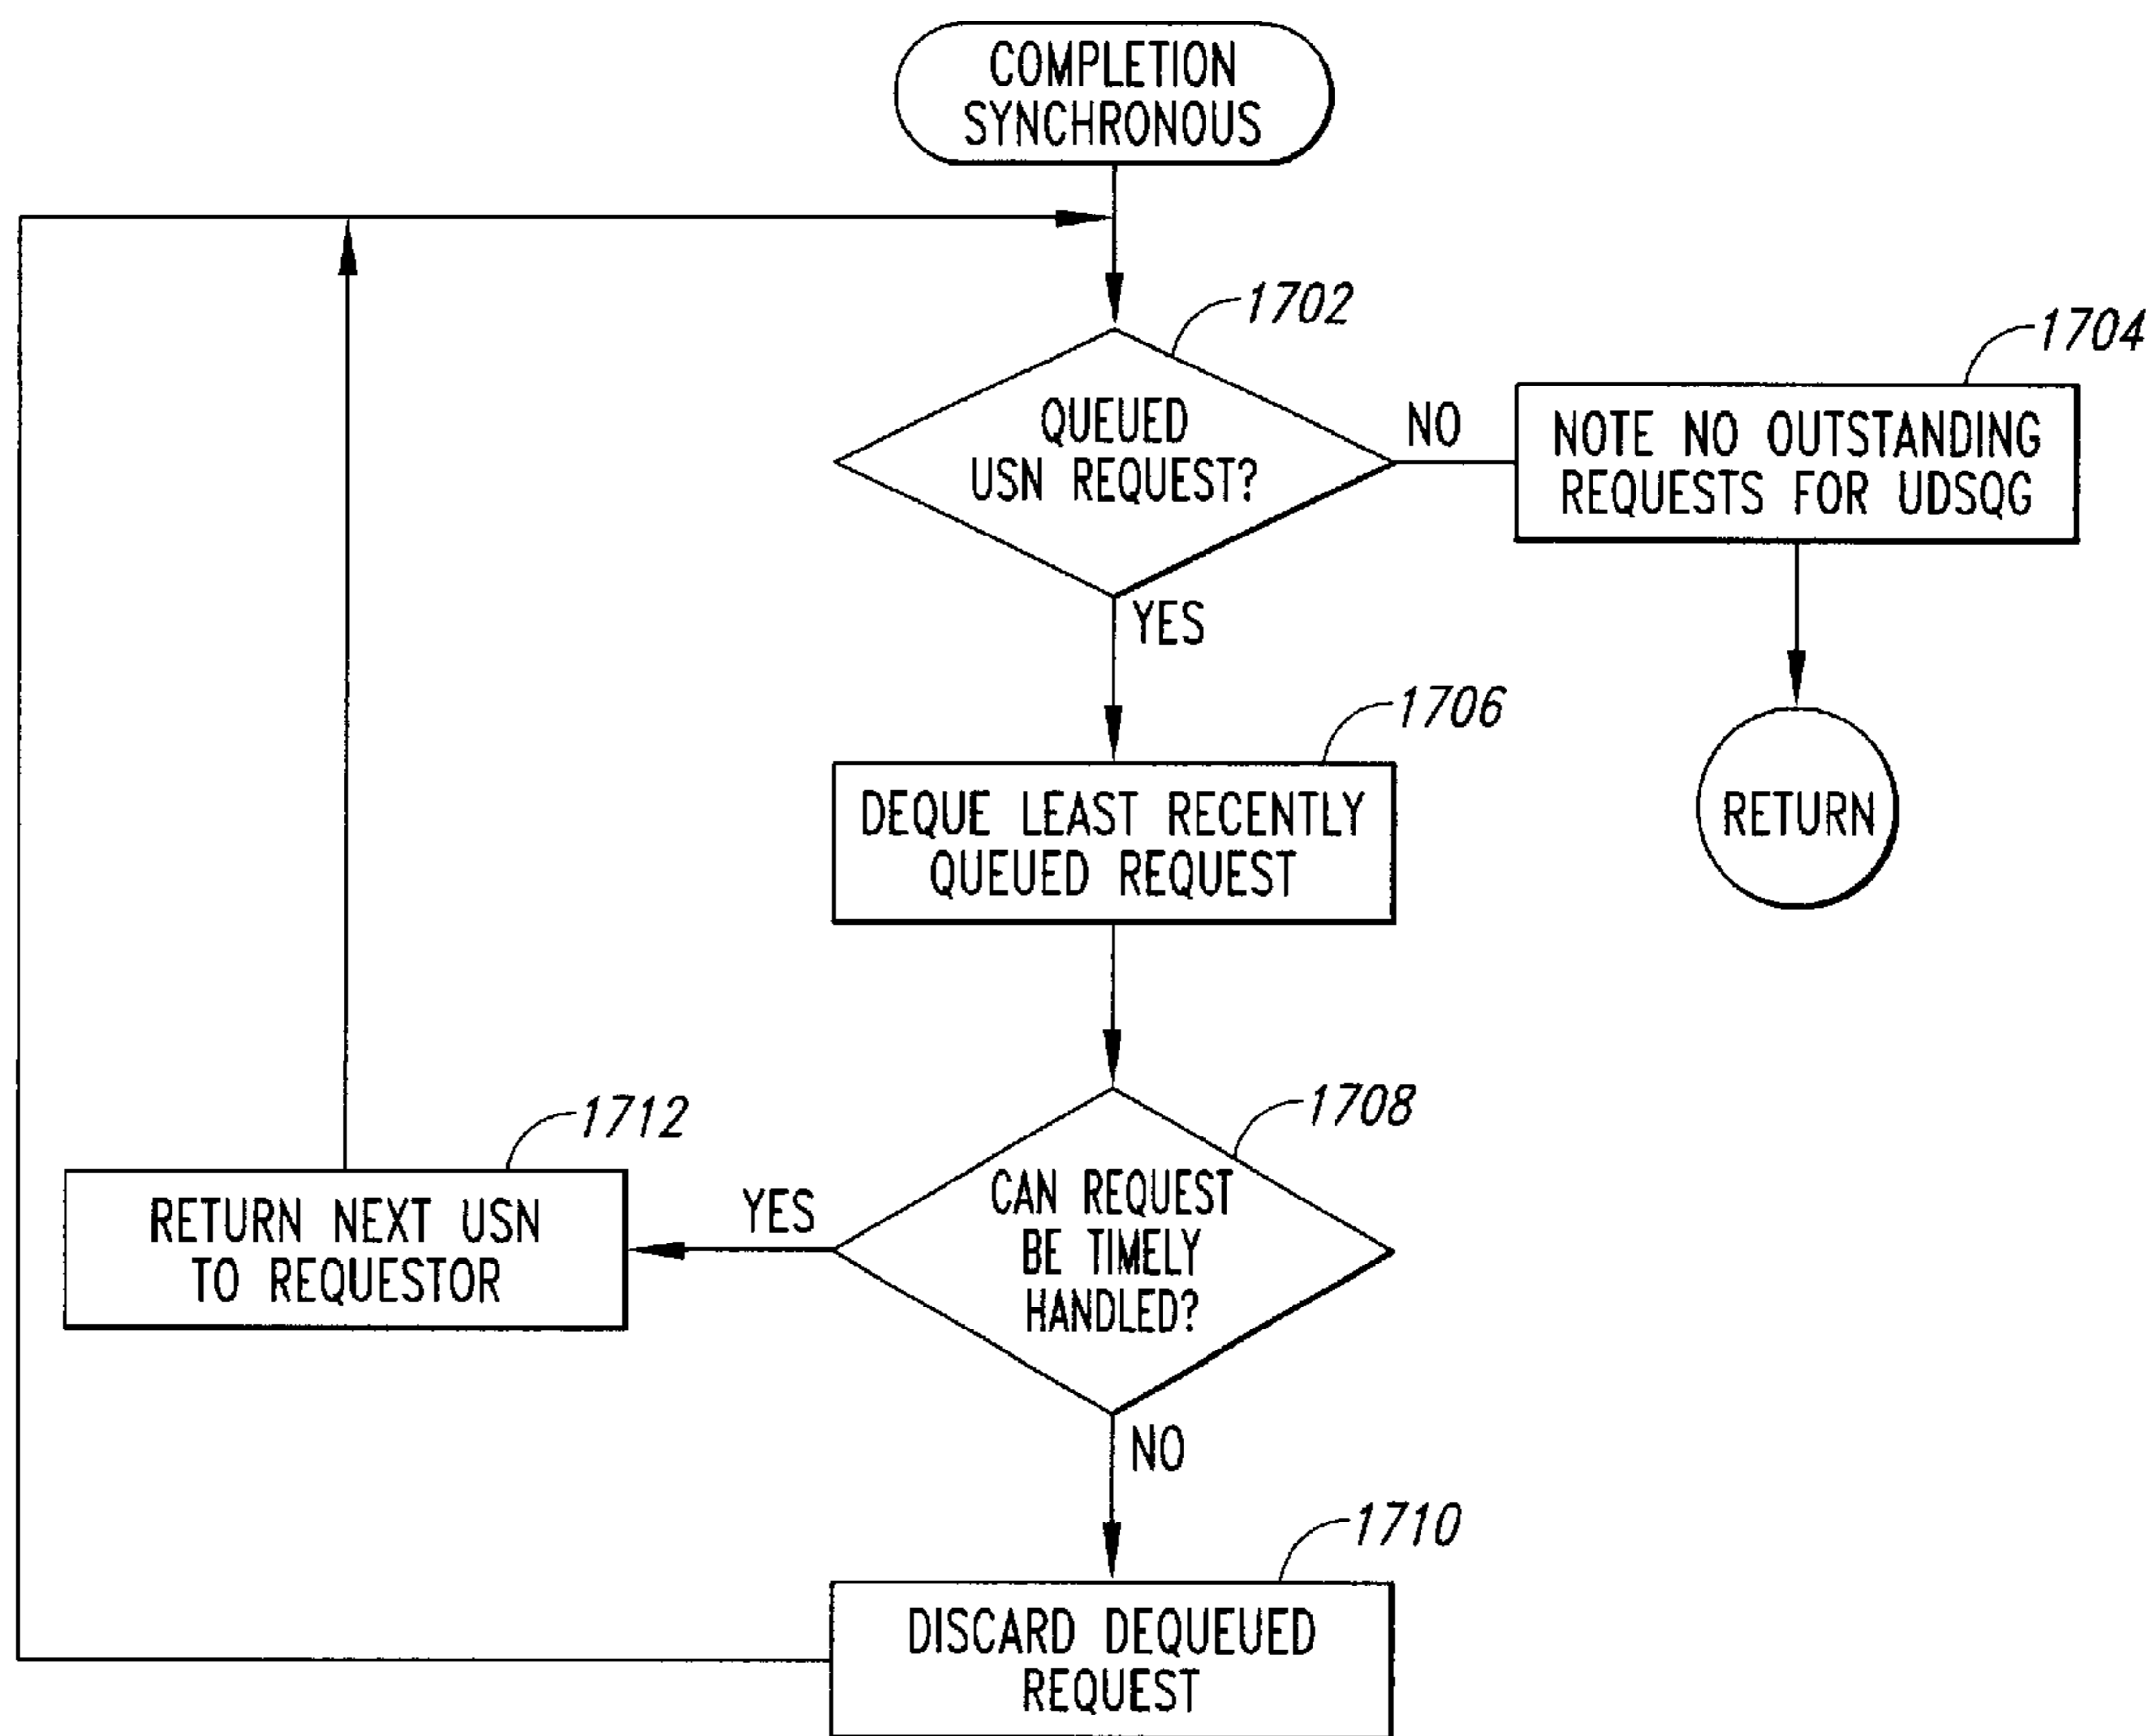 COMPLETION
SYNCHRONOUS
1702
QUEUED
USN REQUEST?
NO
1704
NOTE NO OUTSTANDING
REQUESTS FOR UDSQG
YES
RETURN
1706
DEQUE LEAST RECENTLY
QUEUED REQUEST
1708
CAN REQUEST
BE TIMELY
HANDLED?
YES
1712
RETURN NEXT USN
TO REQUESTOR
NO
1710
DISCARD DEQUEUED
REQUEST